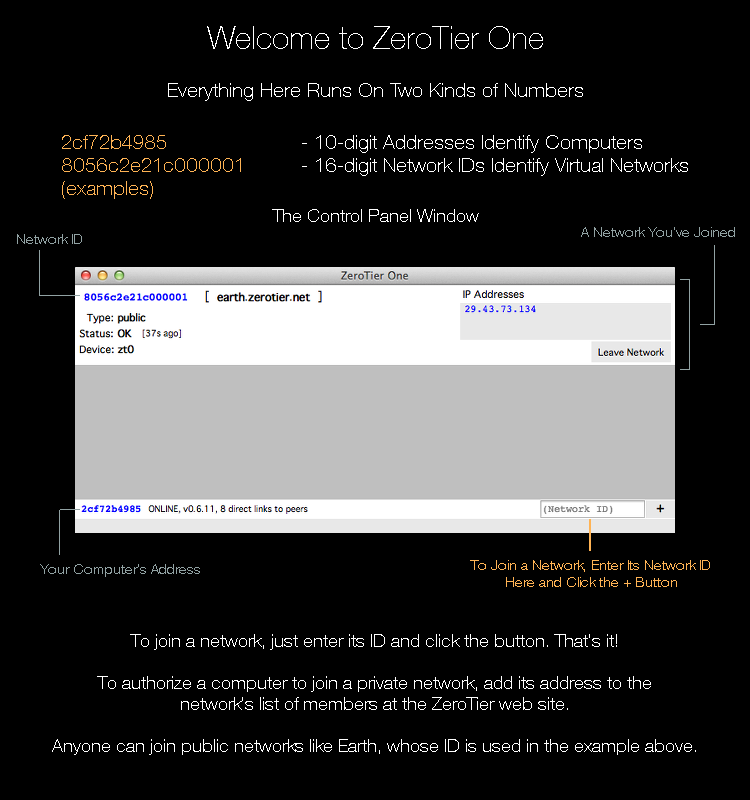 Welcome to ZeroTier One
Everything Here Runs On Two Kinds of Numbers
2cf72b4985 - 10-digit Addresses Identify Computers
8056c2e21c000001 - 16-digit Network IDs Identify Virtual Networks
(examples)
The Control Panel Window
Network ID
A Network You've Joined
ZeroTier One
8056c2e21c000001 [ earth.zerotier.net ]
IP Addresses
29.43.73.134
Type: public
Status: OK [37s ago]
Device: zt0
Leave Network
2cf72b4985 ONLINE, v0.6.11, 8 direct links to peers
(Network ID) +
Your Computer's Address
To Join a Network, Enter Its Network ID
Here and Click the + Button
To join a network, just enter its ID and click the button. That's it!
To authorize a computer to join a private network, add its address to the
network's list of members at the ZeroTier web site.
Anyone can join public networks like Earth, whose ID is used in the example above.